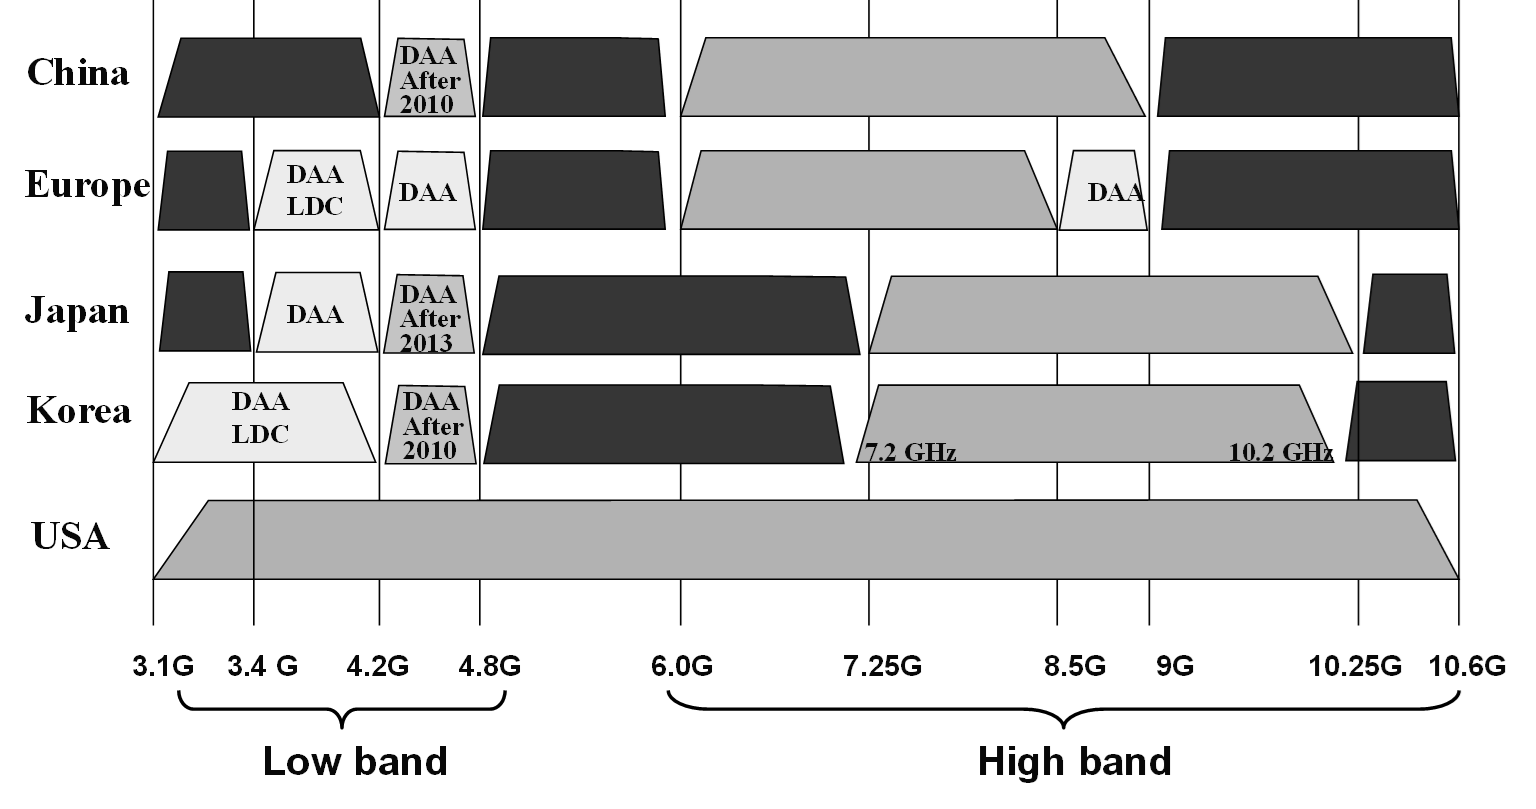 China
DAA
After
2010
Europe
DAA
LDC
DAA
DAA
Japan
DAA
DAA
After
2013
Korea
DAA
LDC
DAA
After
2010
7.2 GHz
10.2 GHz
USA
3.1G 3.4 G 4.2G 4.8G 6.0G 7.25G 8.5G 9G 10.25G 10.6G
Low band High band